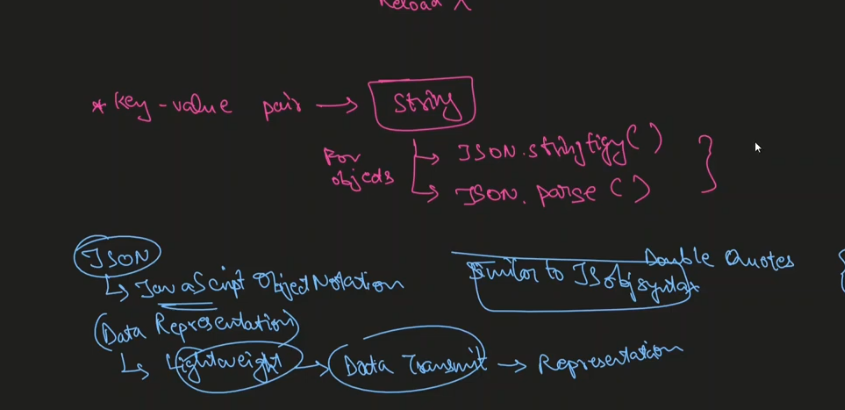 Reload X
* Key-value pair → String
For objects → JSON.stringfigy( )
→ JSON.parse( )
JSON
↳ JavaScript Object Notation
Similar to JS obj syntax
Double Quotes
(Data Representation)
↳ Lightweight → Data Transmit → Representation